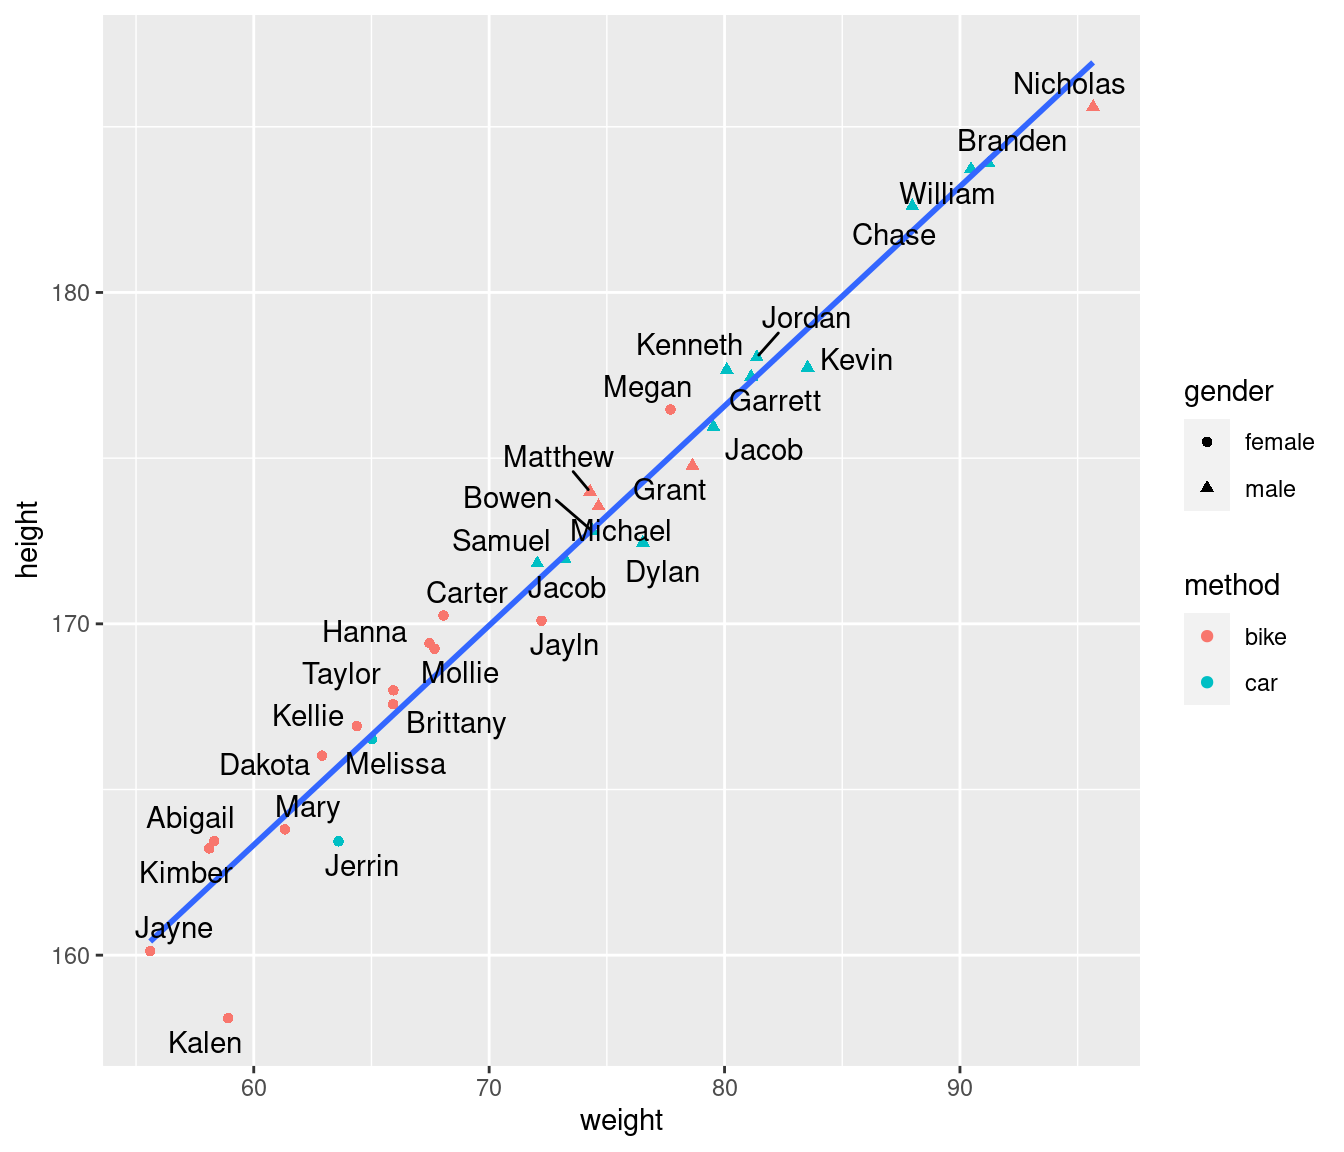 Nicholas
Branden
William
Chase
180
Jordan
Kenneth
Kevin
Megan
Garrett
Jacob
Matthew
Grant
Bowen
Michael
Samuel
Dylan
Jacob
Carter
170
Hanna
Jayln
Taylor
Mollie
Kellie
Brittany
Dakota
Melissa
Mary
Abigail
Jerrin
Kimber
Jayne
160
Kalen
60 70 80 90
weight
height
gender
female
male
method
bike
car